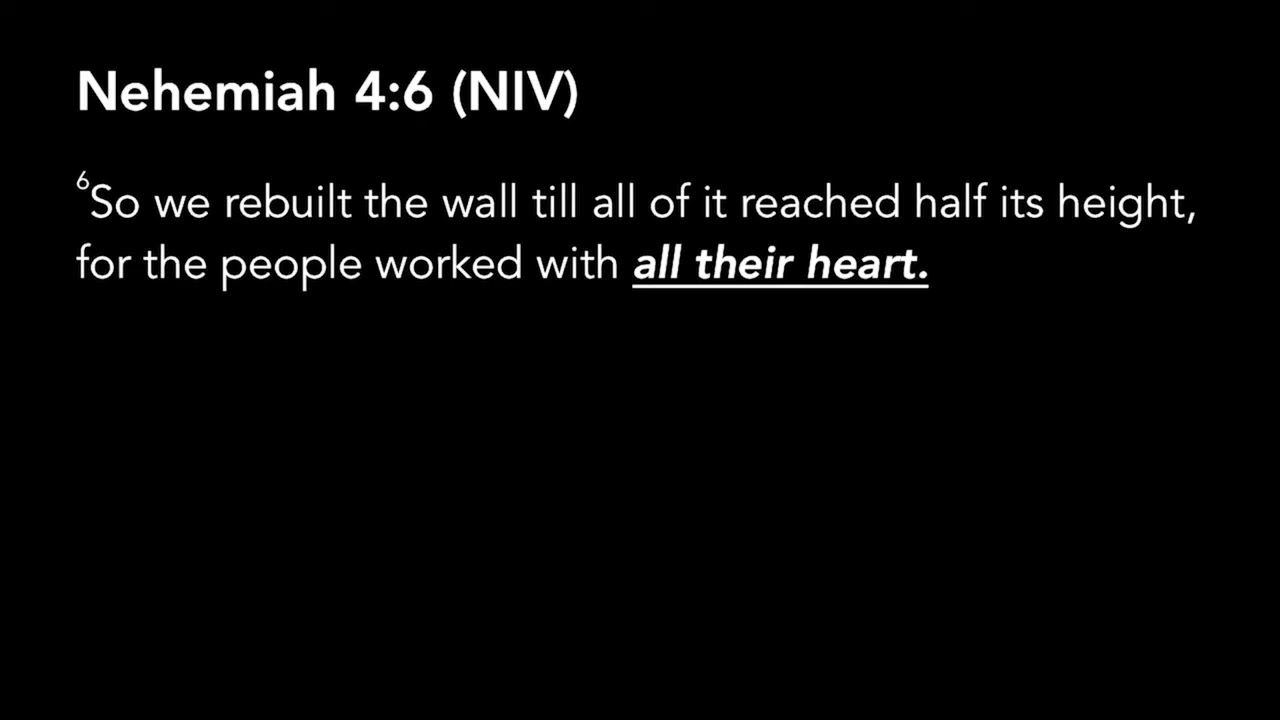 Nehemiah 4:6 (NIV)
⁶So we rebuilt the wall till all of it reached half its height,
for the people worked with all their heart.